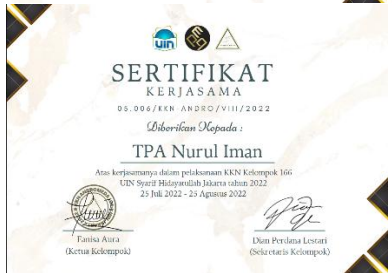 uin
SERTIFIKAT
KERJASAMA
06.006/KKN-ANDRO/VIII/2022
Diberikan Kepada :
TPA Nurul Iman
Atas kerjasamanya dalam pelaksanaan KKN Kelompok 166
UIN Syarif Hidayatullah Jakarta tahun 2022
25 Juli 2022 - 25 Agustus 2022
Fanisa Aura
(Ketua Kelompok)
Dian Perdana Lestari
(Sekretaris Kelompok)